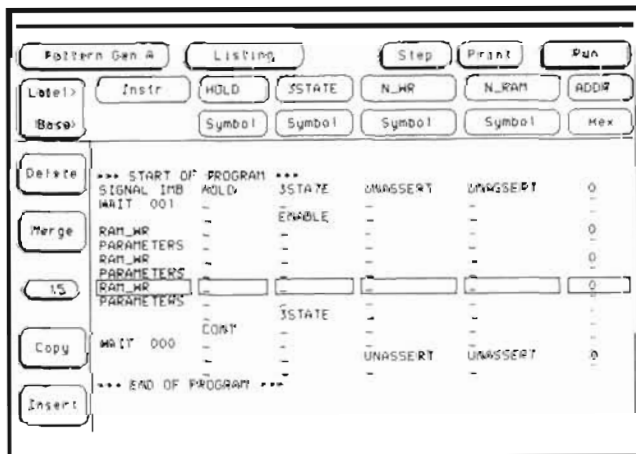 Pattern Gen A Listing Step Print Run
Label> Instr HOLD 3STATE N_WR N_RAM ADDR
Base> Symbol Symbol Symbol Symbol Hex
Delete
*** START OF PROGRAM ***
SIGNAL IMB HOLD 3STATE UNASSERT UNASSERT 0
WAIT 001 _
_ ENABLE
Merge
RAM_WR _ _ _ _ 0
PARAMETERS _ _ _ _
RAM_WR _ _ _ _ 0
PARAMETERS _ _ _ _
15 RAM_WR _ _ _ _ 0
PARAMETERS _ _ _
_ 3STATE _ _
CONT _ _ _
Copy WAIT 000 _ _ _ _
_ _ UNASSERT UNASSERT 0
*** END OF PROGRAM ***
Insert